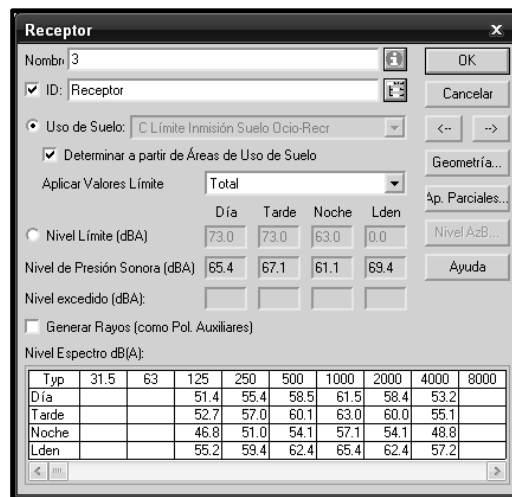 Receptor x
Nombr 3 OK
ID: Receptor Cancelar
Uso de Suelo: C Límite Inmisión Suelo Ocio-Recr <-- -->
Determinar a partir de Áreas de Uso de Suelo Geometría...
Aplicar Valores Límite Total Ap. Parciales...
Día Tarde Noche Lden
Nivel Límite (dBA) 73.0 73.0 63.0 0.0 Nivel AzB...
Nivel de Presión Sonora (dBA) 65.4 67.1 61.1 69.4 Ayuda
Nivel excedido (dBA):
Generar Rayos (como Pol. Auxiliares)
Nivel Espectro dB(A):
Typ 31.5 63 125 250 500 1000 2000 4000 8000
Día 51.4 55.4 58.5 61.5 58.4 53.2
Tarde 52.7 57.0 60.1 63.0 60.0 55.1
Noche 46.8 51.0 54.1 57.1 54.1 48.8
Lden 55.2 59.4 62.4 65.4 62.4 57.2